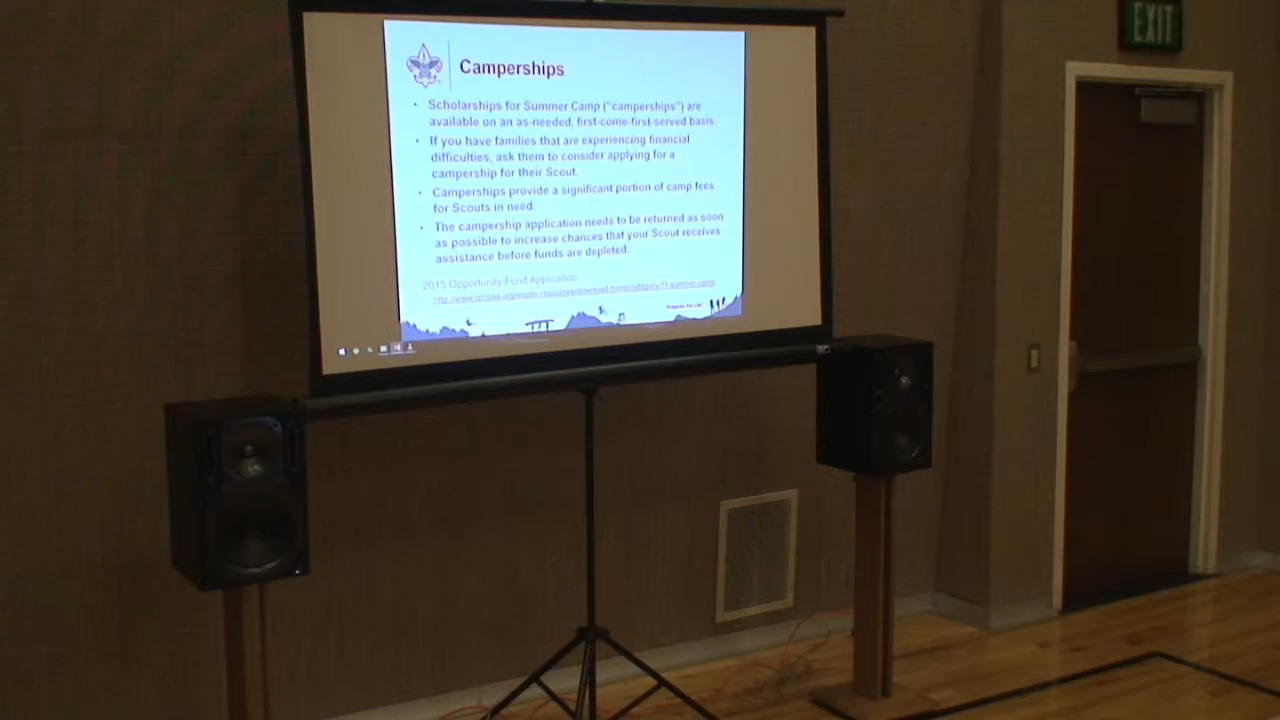 EXIT
Camperships
• Scholarships for Summer Camp ("camperships") are
available on an as-needed, first-come-first-served basis.
• If you have families that are experiencing financial
difficulties, ask them to consider applying for a
campership for their Scout.
• Camperships provide a significant portion of camp fees
for Scouts in need.
• The campership application needs to be returned as soon
as possible to increase chances that your Scout receives
assistance before funds are depleted.
2015 Opportunity Fund Application
Prepared. For Life.